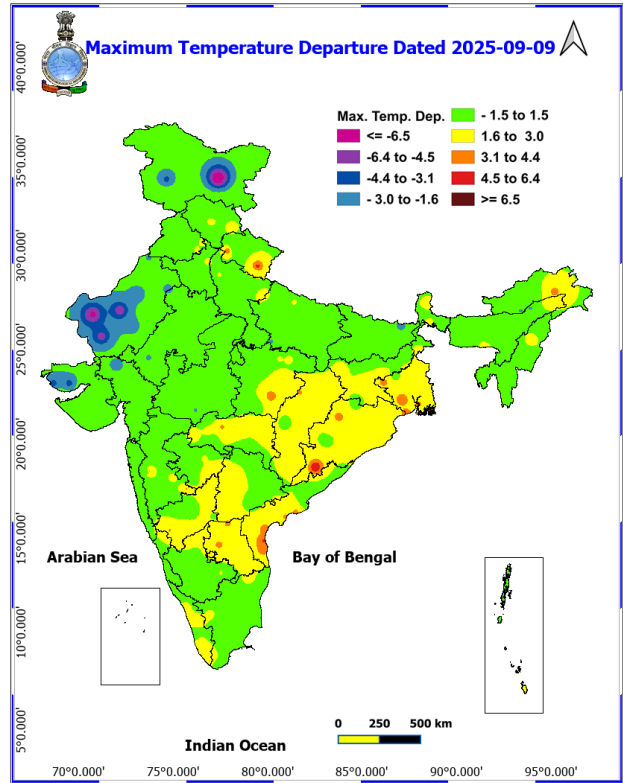 Maximum Temperature Departure Dated 2025-09-09
Max. Temp. Dep.
<= -6.5
-6.4 to -4.5
-4.4 to -3.1
- 3.0 to -1.6
- 1.5 to 1.5
1.6 to 3.0
3.1 to 4.4
4.5 to 6.4
>= 6.5
40°0.000'
35°0.000'
30°0.000'
25°0.000'
20°0.000'
15°0.000'
10°0.000'
5°0.000'
Arabian Sea
Bay of Bengal
Indian Ocean
0 250 500 km
70°0.000' 75°0.000' 80°0.000' 85°0.000' 90°0.000' 95°0.000'